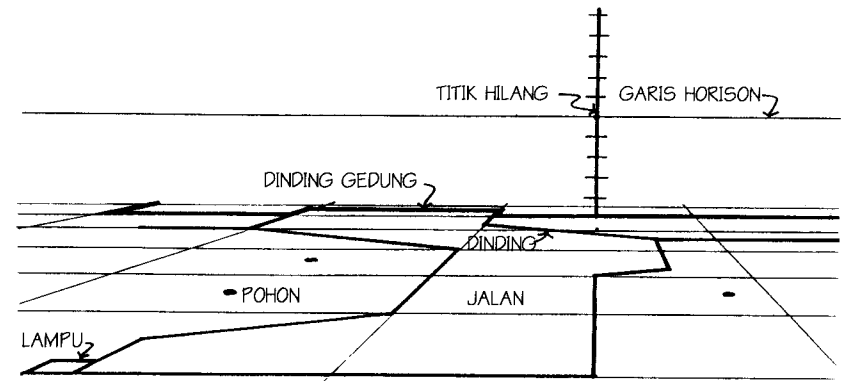 TITIK HILANG
GARIS HORISON
DINDING GEDUNG
DINDING
POHON
JALAN
LAMPU